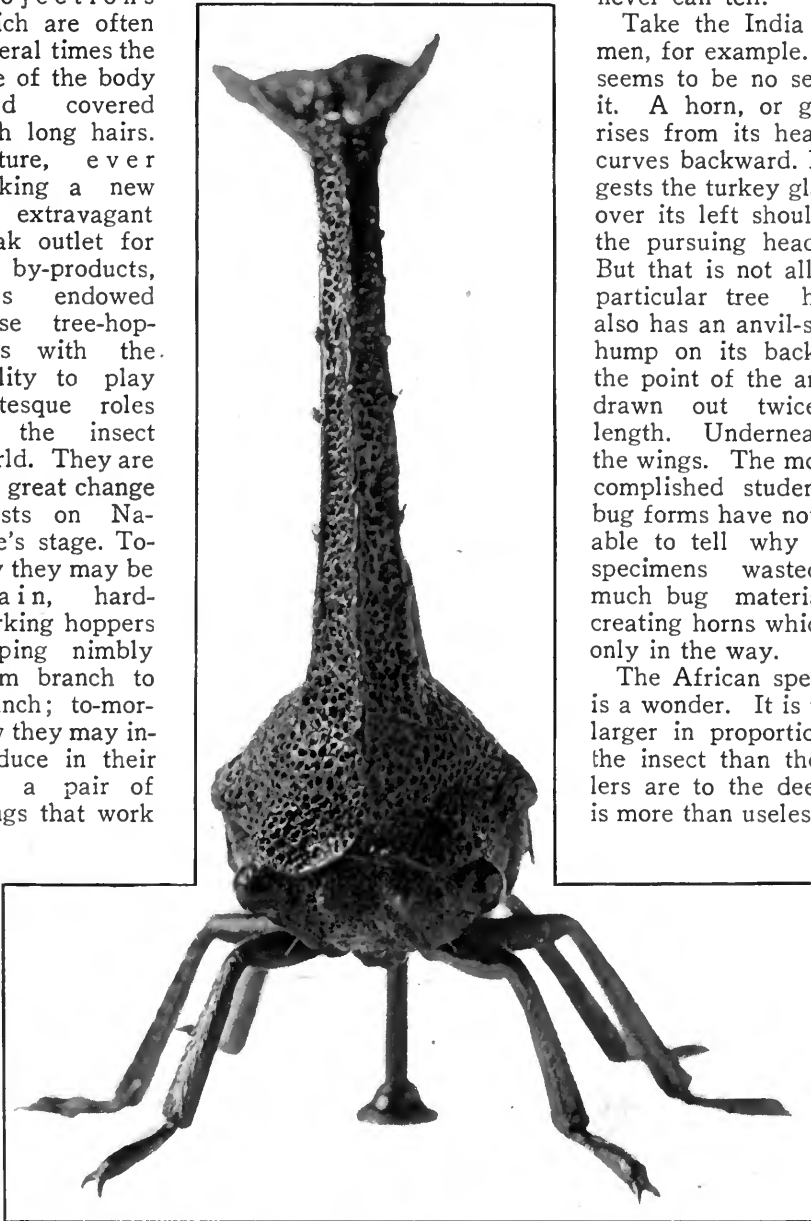 ojections
ich are often
eral times the
e of the body
d covered
h long hairs.
ture, ever
king a new
extravagant
ak outlet for
by-products,
s endowed
se tree-hop-
s with the
lity to play
tesque roles
the insect
rld. They are
great change
sts on Na-
e's stage. To-
y they may be
ain, hard-
rking hoppers
ping nimbly
m branch to
nch; to-mor-
they may in-
duce in their
a pair of
gs that work
never can tell.
Take the India
men, for example.
seems to be no se
it. A horn, or g
rises from its hea
curves backward.
gests the turkey gl
over its left shoul
the pursuing head
But that is not all
particular tree h
also has an anvil-s
hump on its back
the point of the an
drawn out twice
length. Undernea
the wings. The mo
complished studen
bug forms have no
able to tell why
specimens wasted
much bug materia
creating horns whic
only in the way.
The African spe
is a wonder. It is
larger in proportio
the insect than the
lers are to the dee
is more than useles